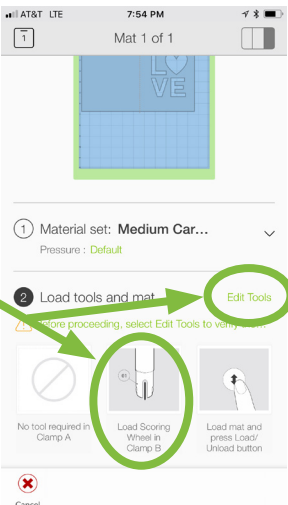 AT&T LTE 7:54 PM
1 Mat 1 of 1
LO
VE
1 Material set: Medium Car...
Pressure : Default
2 Load tools and mat Edit Tools
Before proceeding, select Edit Tools to verify
01
No tool required in
Clamp A
Load Scoring
Wheel in
Clamp B
Load mat and
press Load/
Unload button
Cancel